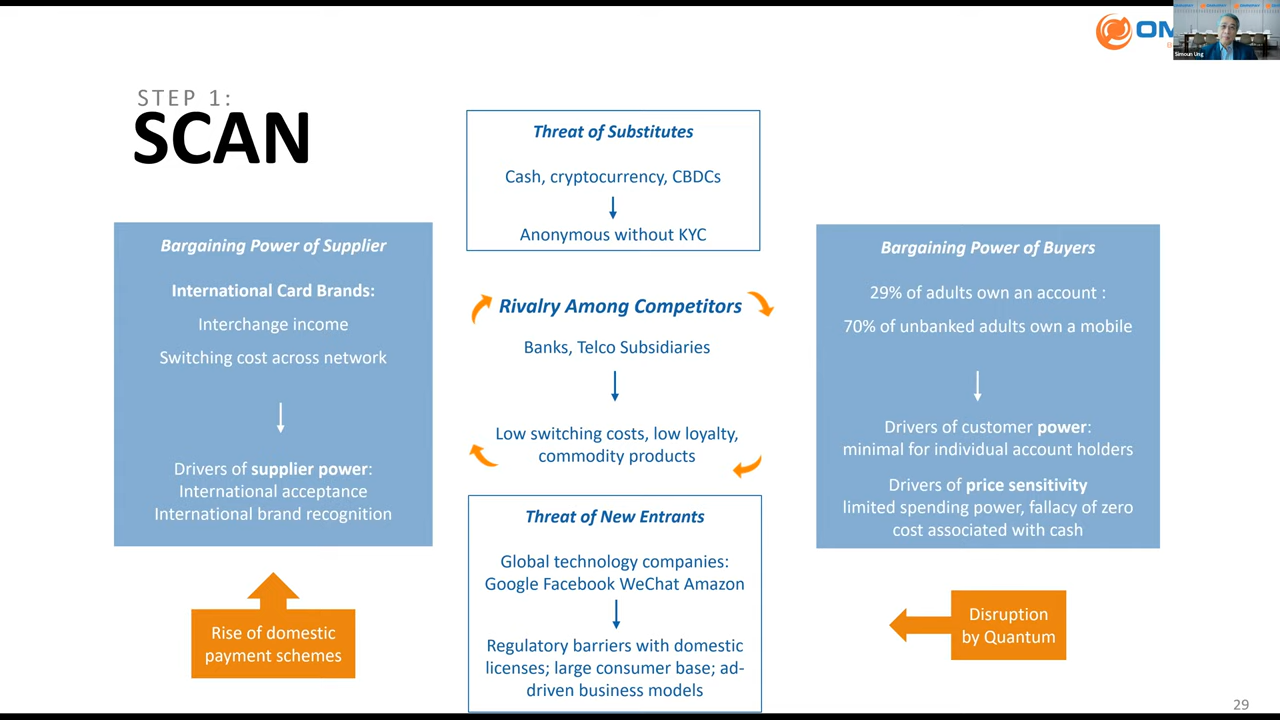 STEP 1:
SCAN
Threat of Substitutes
Cash, cryptocurrency, CBDCs
Anonymous without KYC
Bargaining Power of Supplier
International Card Brands:
Interchange income
Switching cost across network
Drivers of supplier power:
International acceptance
International brand recognition
Rise of domestic
payment schemes
Rivalry Among Competitors
Banks, Telco Subsidiaries
Low switching costs, low loyalty,
commodity products
Threat of New Entrants
Global technology companies:
Google Facebook WeChat Amazon
Regulatory barriers with domestic
licenses; large consumer base; ad-
driven business models
Bargaining Power of Buyers
29% of adults own an account :
70% of unbanked adults own a mobile
Drivers of customer power:
minimal for individual account holders
Drivers of price sensitivity
limited spending power, fallacy of zero
cost associated with cash
Disruption
by Quantum
Simoun Ung
29